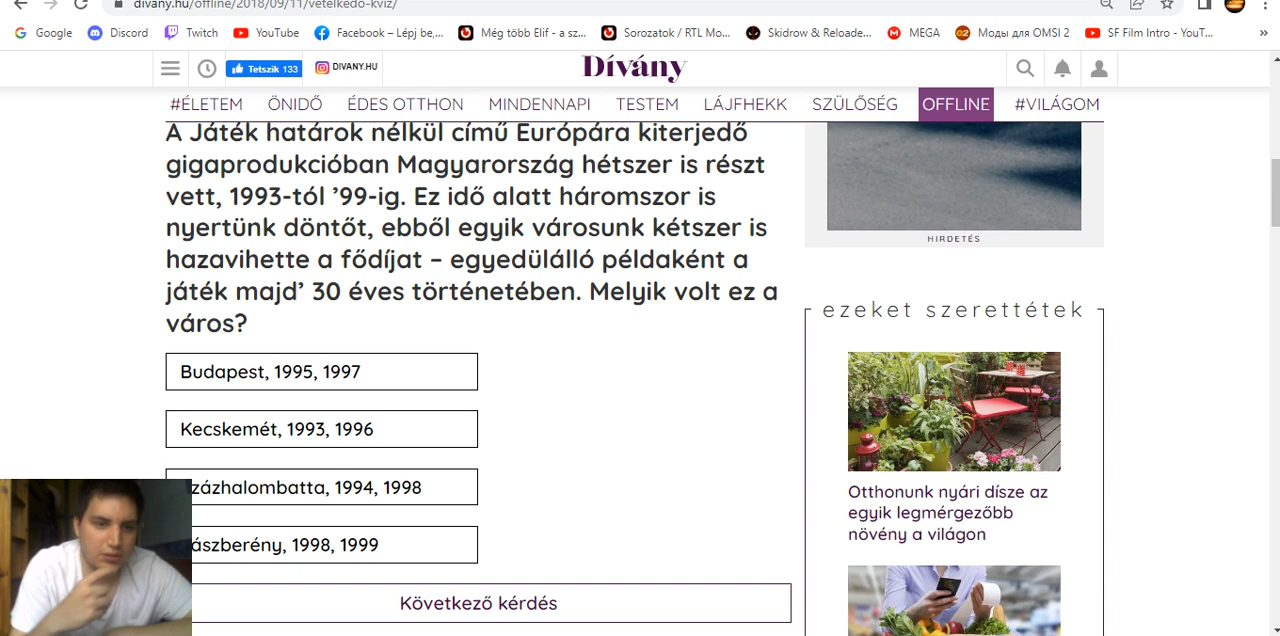 divany.hu/offline/2018/09/11/vetelkedo-kviz/
Google Discord Twitch YouTube Facebook – Lépj be,... Még több Elif - a sz... Sorozatok / RTL Mo... Skidrow & Reloade... MEGA Моды для OMSI 2 SF Film Intro - YouT... »
Tetszik 133 DIVANY.HU Dívány
#ÉLETEM ÖNIDŐ ÉDES OTTHON MINDENNAPI TESTEM LÁJFHEKK SZÜLŐSÉG OFFLINE #VILÁGOM
A Játék határok nélkül című Európára kiterjedő
gigaprodukcióban Magyarország hétszer is részt
vett, 1993-tól ’99-ig. Ez idő alatt háromszor is
nyertünk döntőt, ebből egyik városunk kétszer is
hazavihette a fődíjat – egyedülálló példaként a
játék majd’ 30 éves történetében. Melyik volt ez a
város?
Budapest, 1995, 1997
Kecskemét, 1993, 1996
zázhalombatta, 1994, 1998
ászberény, 1998, 1999
Következő kérdés
HIRDETÉS
ezeket szerettétek
Otthonunk nyári dísze az
egyik legmérgezőbb
növény a világon